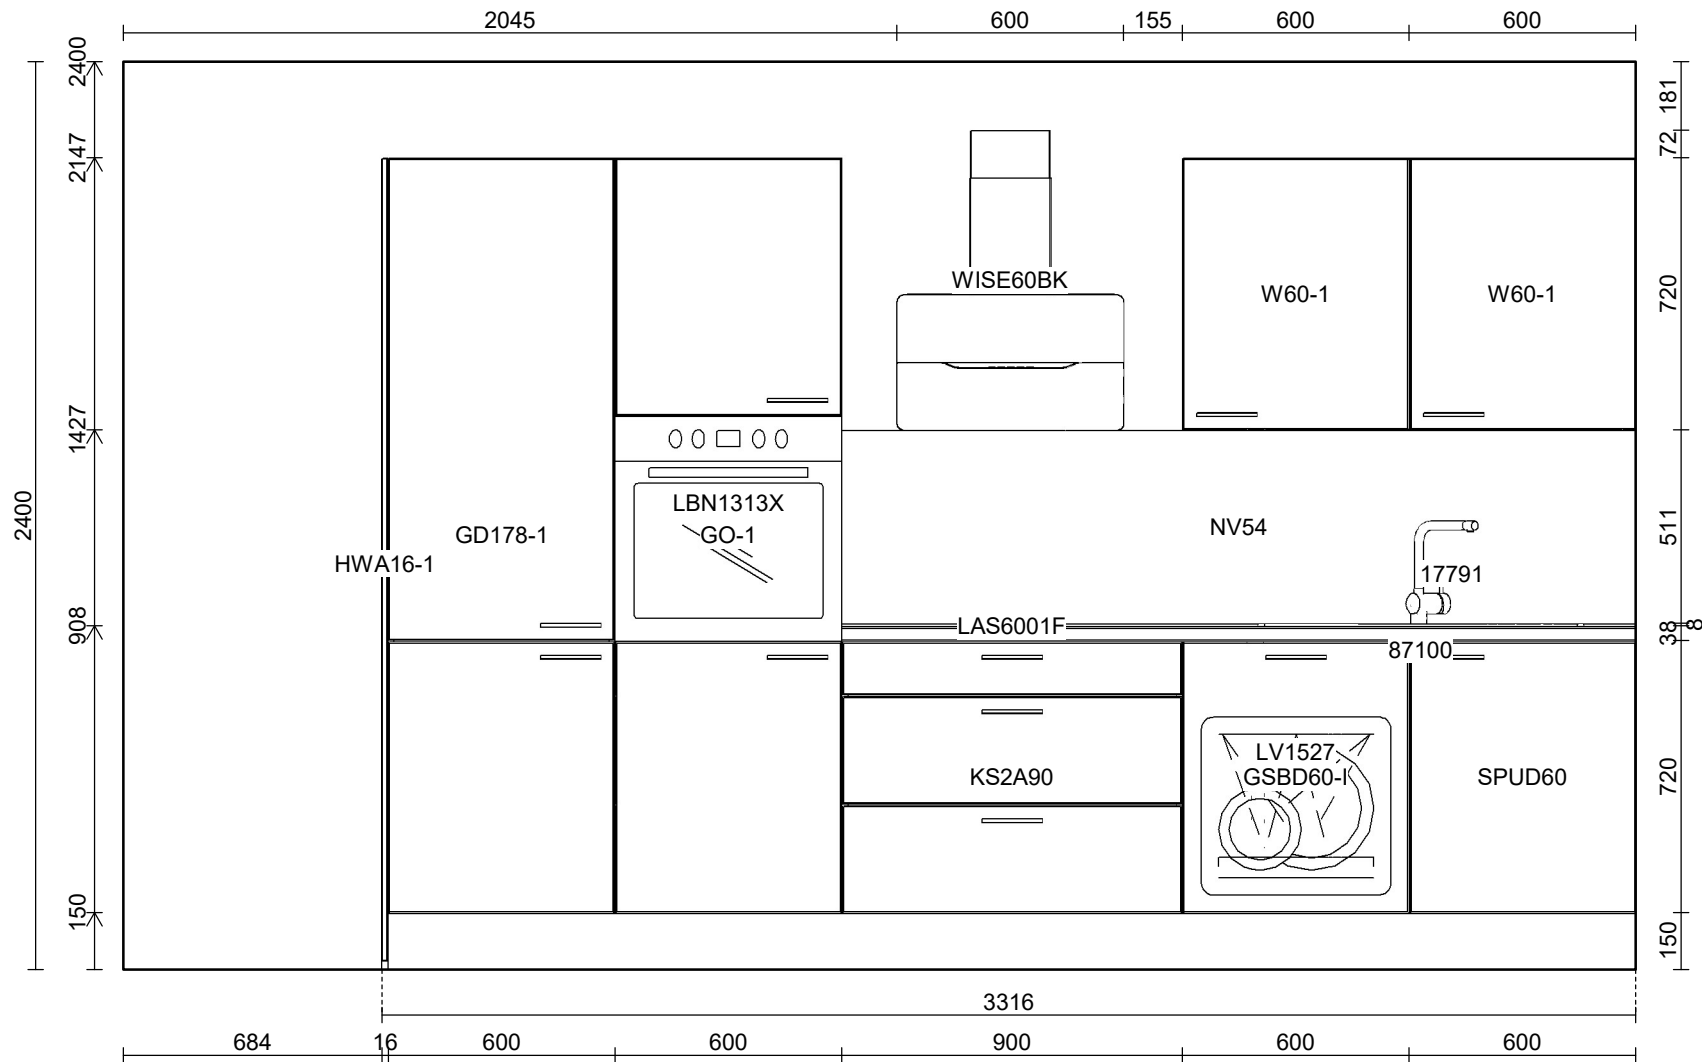 2045 600 155 600 600
2400
2147
1427
908
150
2400
181
72
720
511
38
8
720
150
WISE60BK
W60-1 W60-1
LBN1313X
GD178-1 GO-1
NV54
HWA16-1
17791
LAS6001F
87100
LV1527
KS2A90 GSBD60-I SPUD60
3316
684 16 600 600 900 600 600